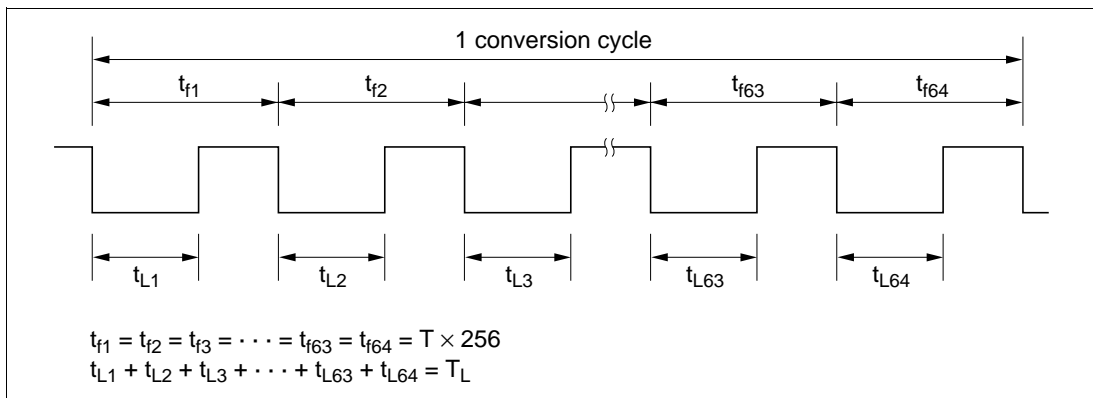 1 conversion cycle
tf1 tf2 tf63 tf64
tL1 tL2 tL3 tL63 tL64
tf1 = tf2 = tf3 = · · · = tf63 = tf64 = T × 256
tL1 + tL2 + tL3 + · · · + tL63 + tL64 = TL